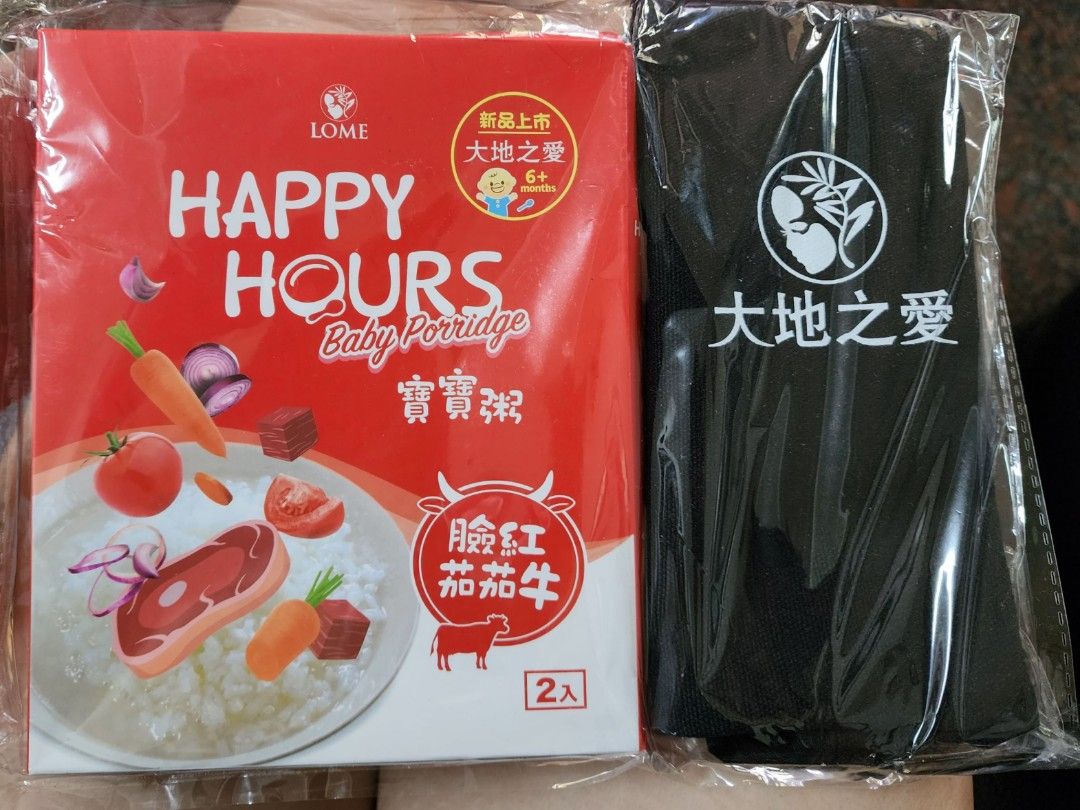 LOME
新品上市
大地之愛
6+
months
HAPPY
HOURS
Baby Porridge
寶寶粥
臉紅
茄茄牛
2入
大地之愛